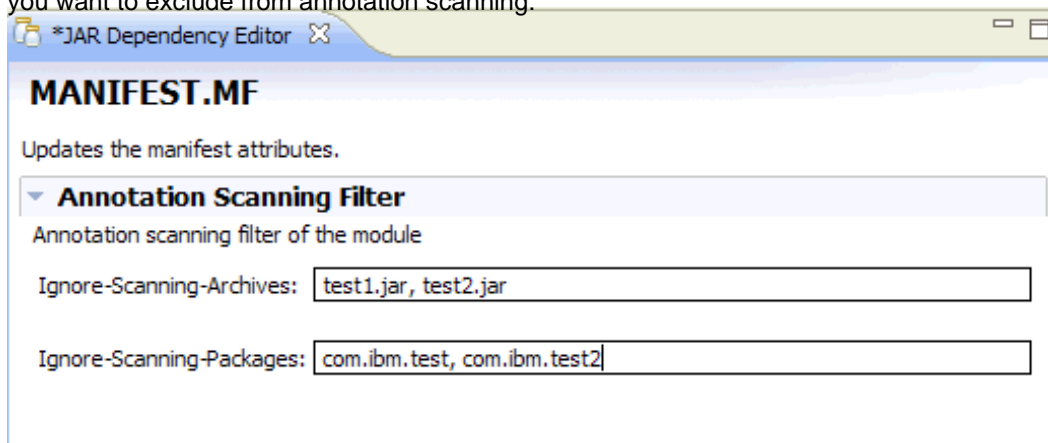 you want to exclude from annotation scanning.
*JAR Dependency Editor
MANIFEST.MF
Updates the manifest attributes.
Annotation Scanning Filter
Annotation scanning filter of the module
Ignore-Scanning-Archives: test1.jar, test2.jar
Ignore-Scanning-Packages: com.ibm.test, com.ibm.test2